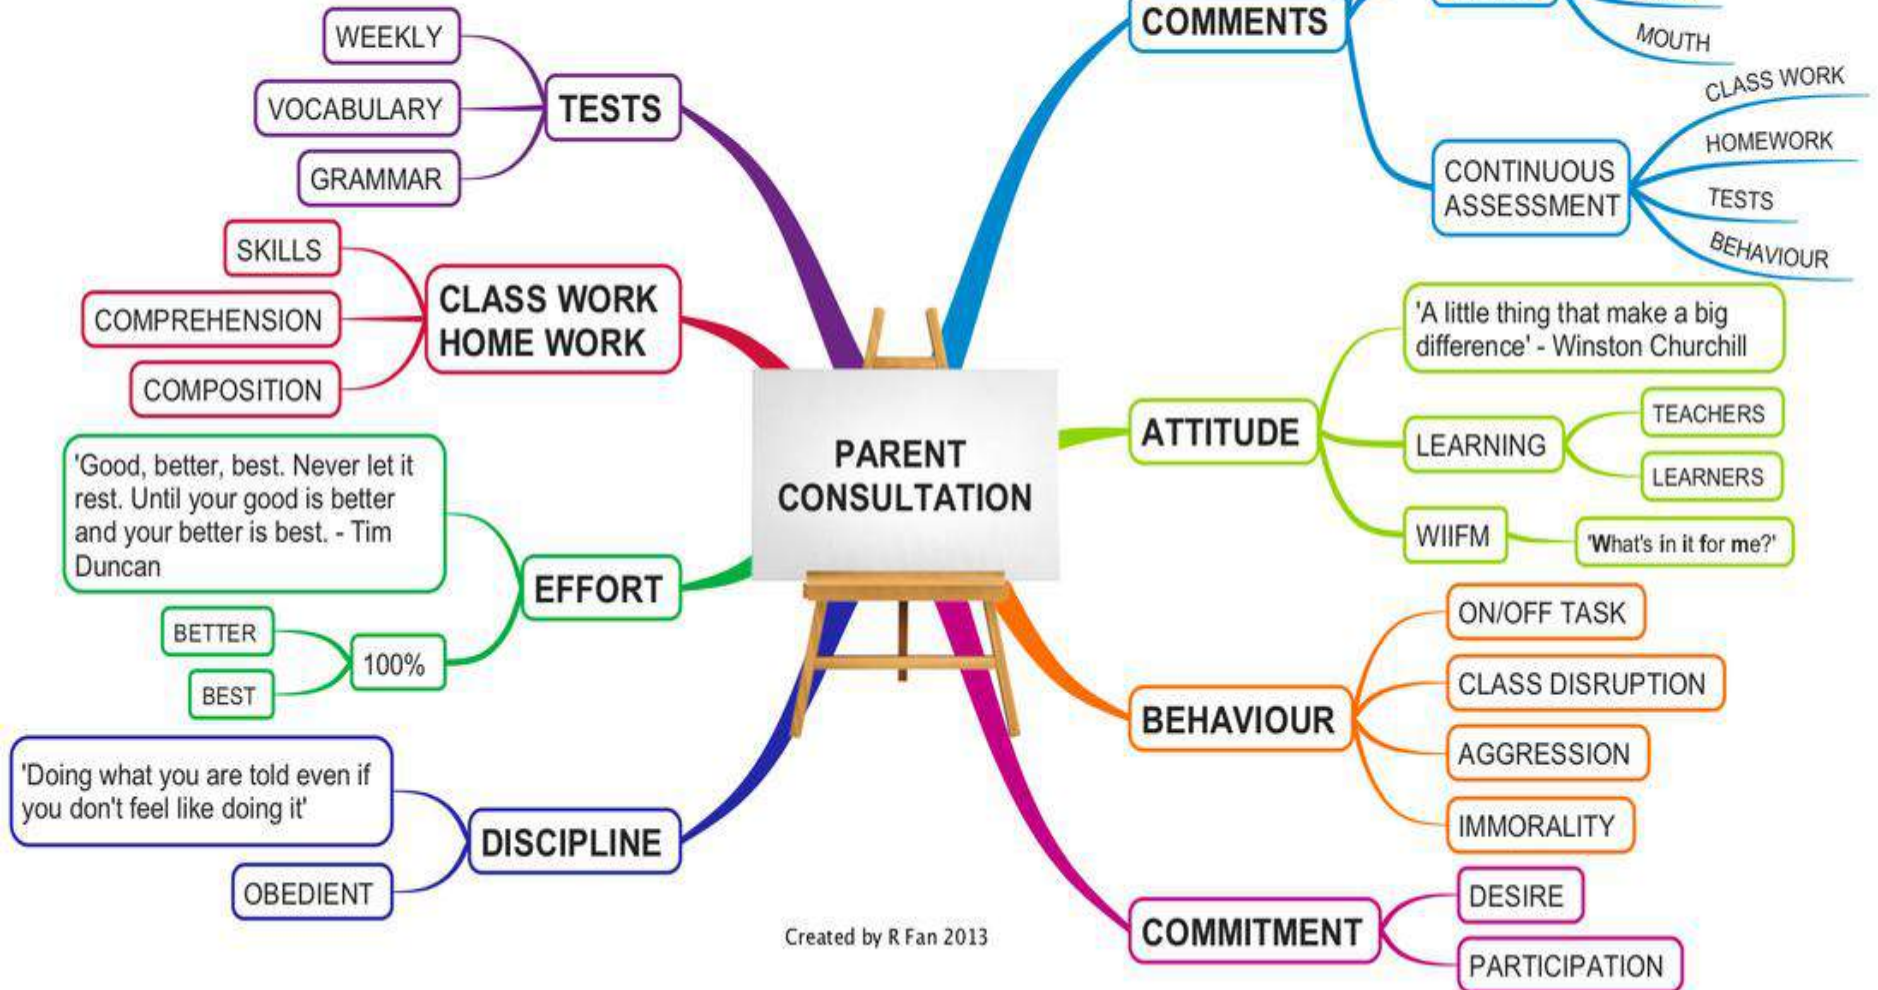 WEEKLY
VOCABULARY
GRAMMAR
TESTS
SKILLS
COMPREHENSION
COMPOSITION
CLASS WORK
HOME WORK
'Good, better, best. Never let it
rest. Until your good is better
and your better is best. - Tim
Duncan
BETTER
BEST
100%
EFFORT
'Doing what you are told even if
you don't feel like doing it'
OBEDIENT
DISCIPLINE
PARENT
CONSULTATION
Created by R Fan 2013
COMMENTS
MOUTH
CONTINUOUS
ASSESSMENT
CLASS WORK
HOMEWORK
TESTS
BEHAVIOUR
ATTITUDE
'A little thing that make a big
difference' - Winston Churchill
LEARNING
TEACHERS
LEARNERS
WIIFM
'What's in it for me?'
BEHAVIOUR
ON/OFF TASK
CLASS DISRUPTION
AGGRESSION
IMMORALITY
COMMITMENT
DESIRE
PARTICIPATION